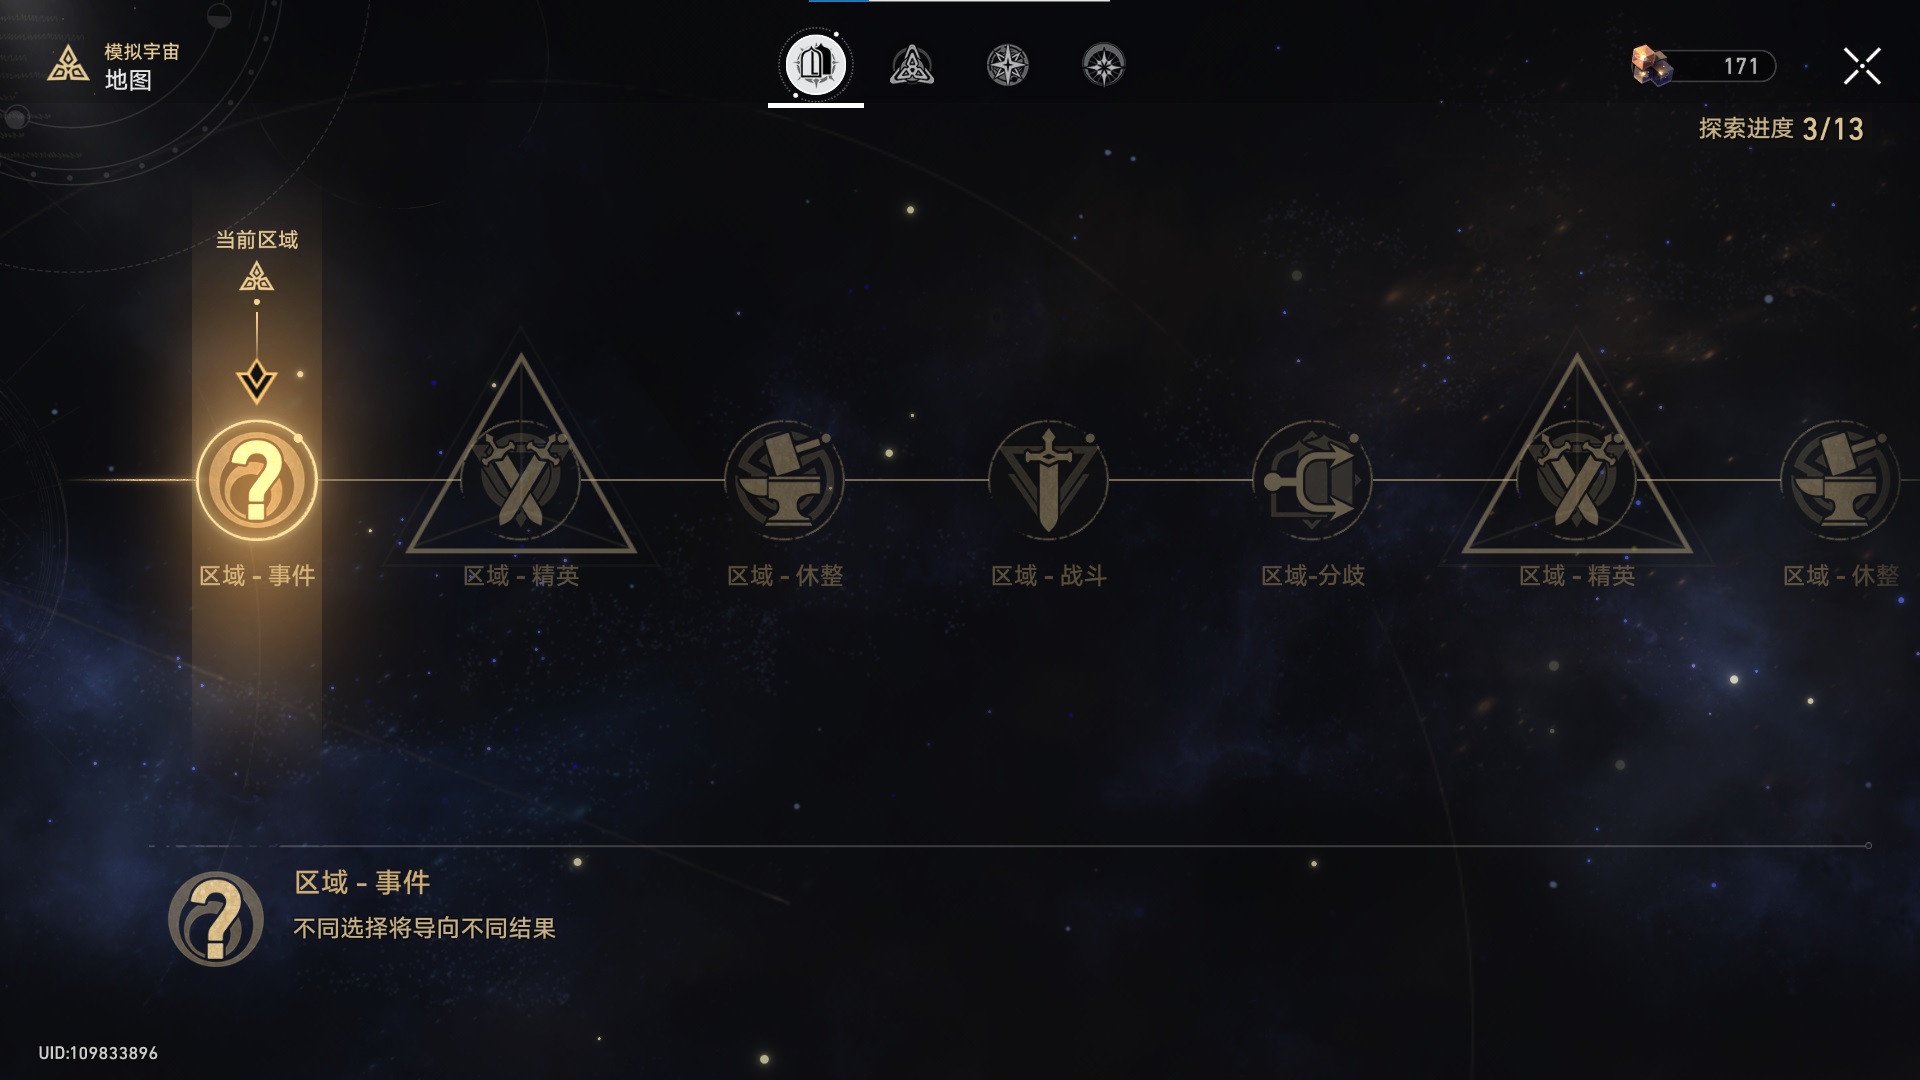 模拟宇宙
地图
171
探索进度 3/13
当前区域
区域 - 事件
区域 - 精英
区域 - 休整
区域 - 战斗
区域-分歧
区域 - 精英
区域 - 休整
区域 - 事件
不同选择将导向不同结果
UID:109833896